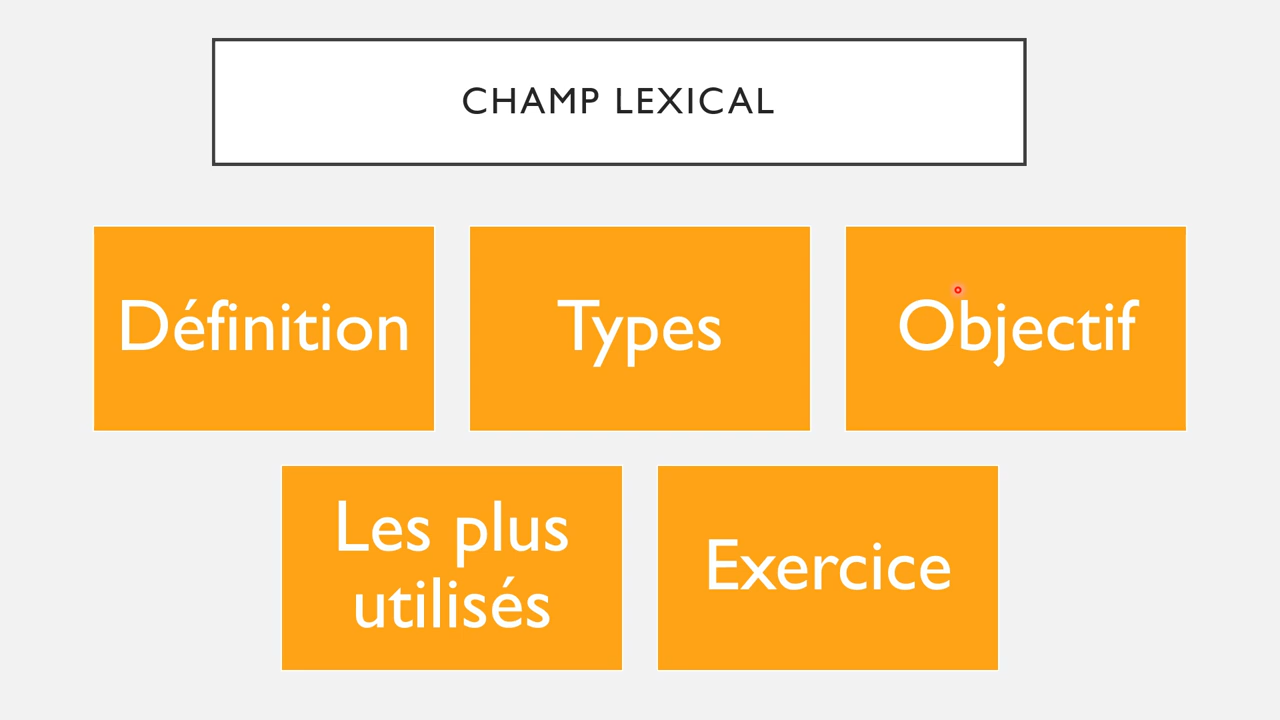 CHAMP LEXICAL
Définition
Types
Objectif
Les plus
utilisés
Exercice